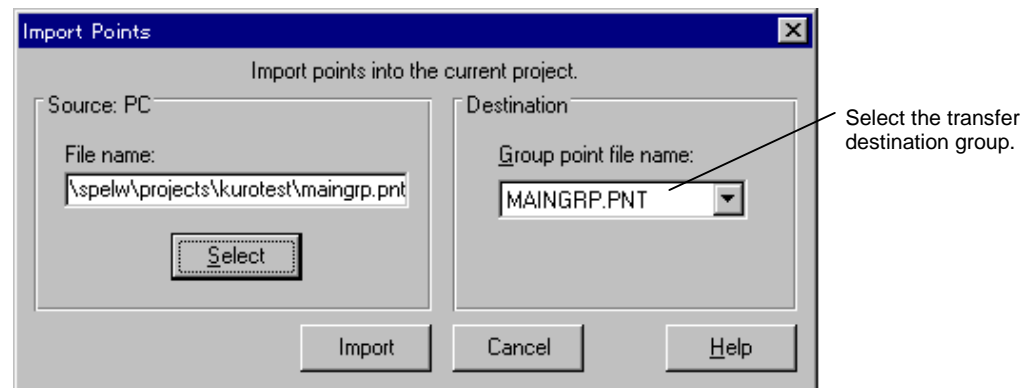 Import Points
Import points into the current project.
Source: PC
File name:
\spelw\projects\kurotest\maingrp.pnt
Select
Destination
Group point file name:
MAINGRP.PNT
Select the transfer
destination group.
Import
Cancel
Help